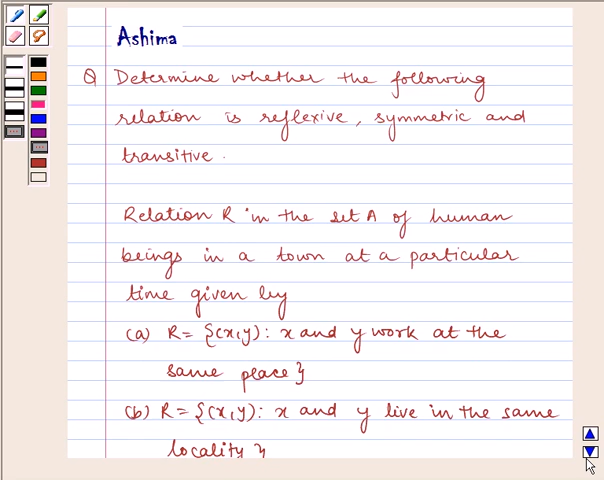 Ashima
Q Determine whether the following
relation is reflexive, symmetric and
transitive.
Relation R in the set A of human
beings in a town at a particular
time given by
(a) R = {(x,y): x and y work at the
same place}
(b) R = {(x,y): x and y live in the same
locality}